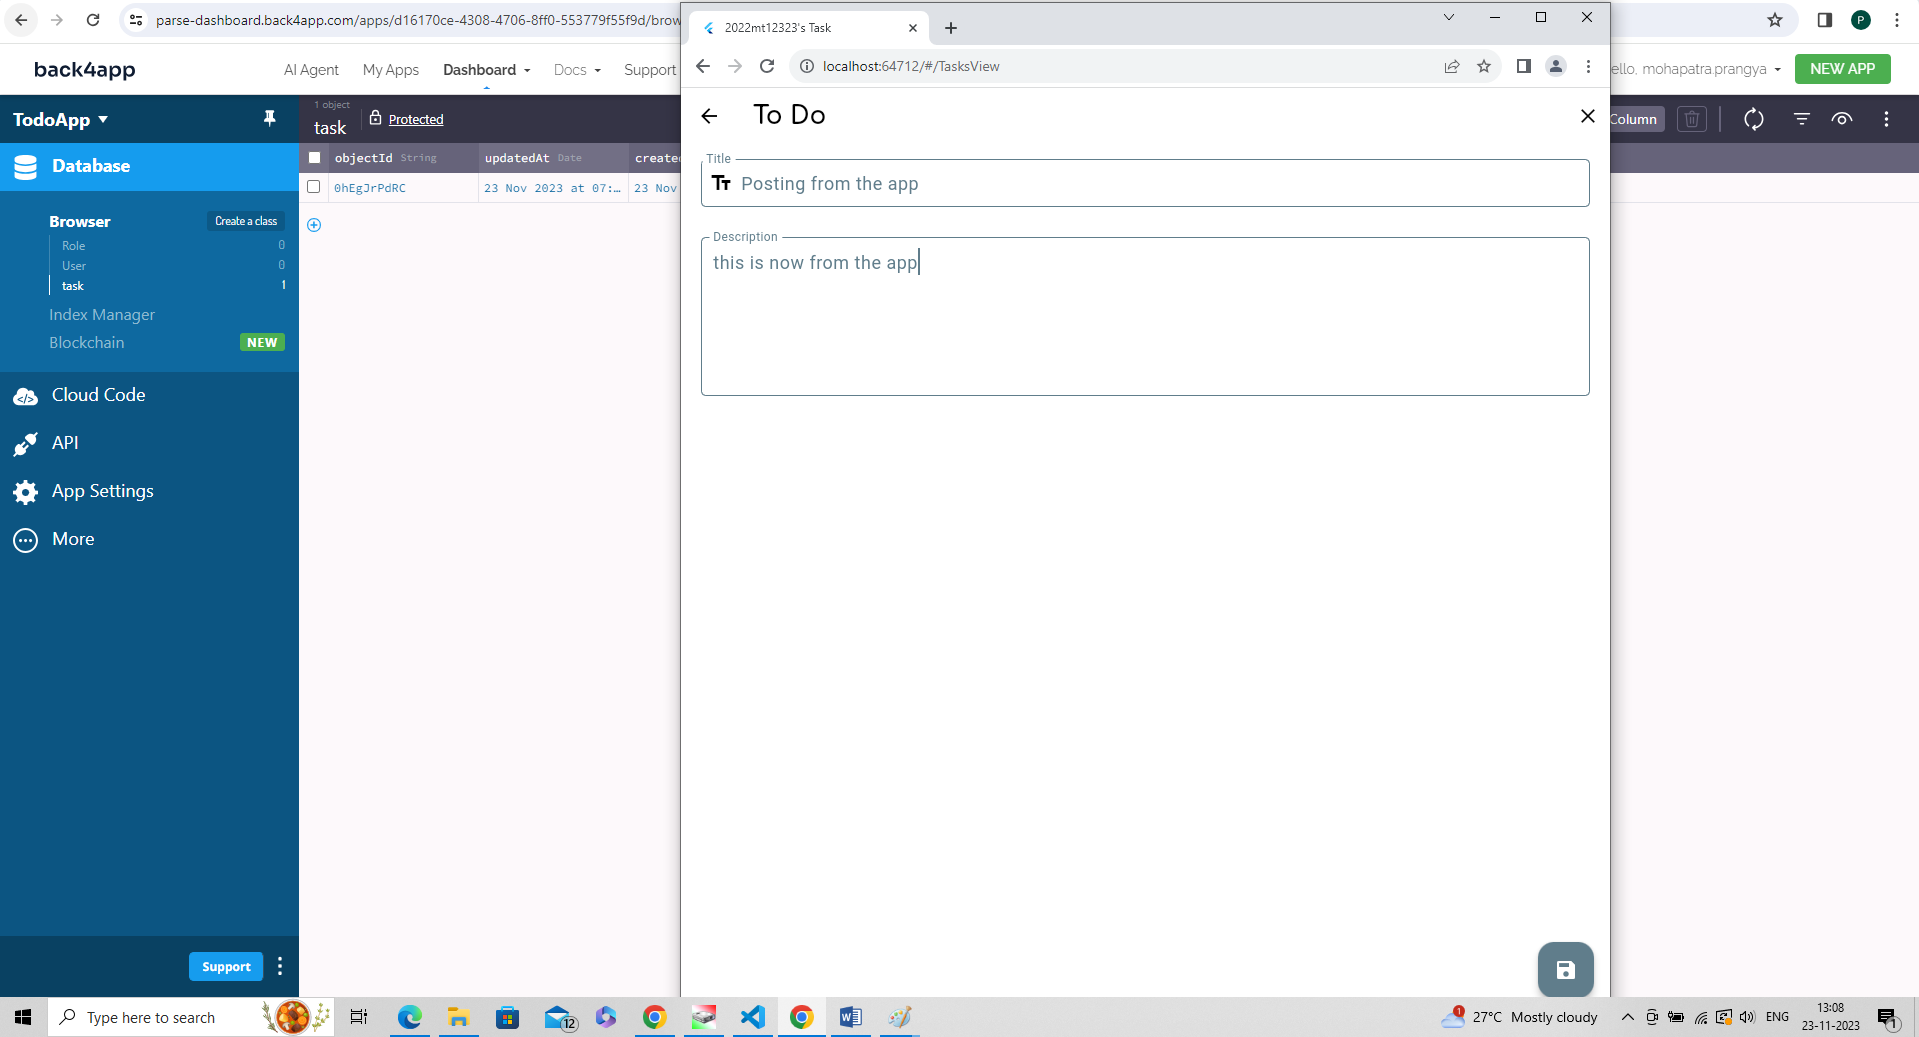 parse-dashboard.back4app.com/apps/d16170ce-4308-4706-8ff0-553779f55f9d/brow
P
back4app
AI Agent
My Apps
Dashboard
Docs
Support
ello, mohapatra.prangya
NEW APP
TodoApp
1 object
task
Protected
Column
Database
objectId String
updatedAt Date
create
0hEgJrPdRC
23 Nov 2023 at 07:...
23 Nov
Browser
Create a class
Role 0
User 0
task 1
Index Manager
Blockchain
NEW
Cloud Code
API
App Settings
More
Support
2022mt12323's Task
localhost:64712/#/TasksView
To Do
Title
Posting from the app
Description
this is now from the app
Type here to search
12
1
27°C Mostly cloudy
ENG
13:08
23-11-2023
1